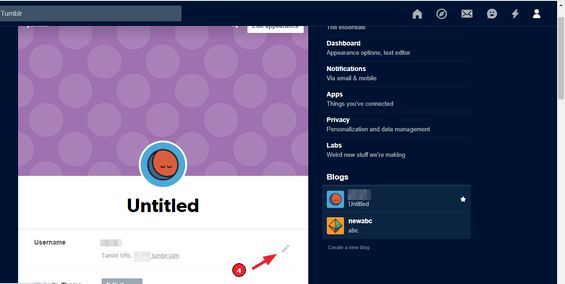 Tumblr
Edit appearance
The essentials
Dashboard
Appearance options, text editor
Notifications
Via email & mobile
Apps
Things you've connected
Privacy
Personalization and data management
Labs
Weird new stuff we're making
Blogs
Untitled
newabc
abc
Create a new blog
Untitled
Username
Tumblr URL .tumblr.com
4